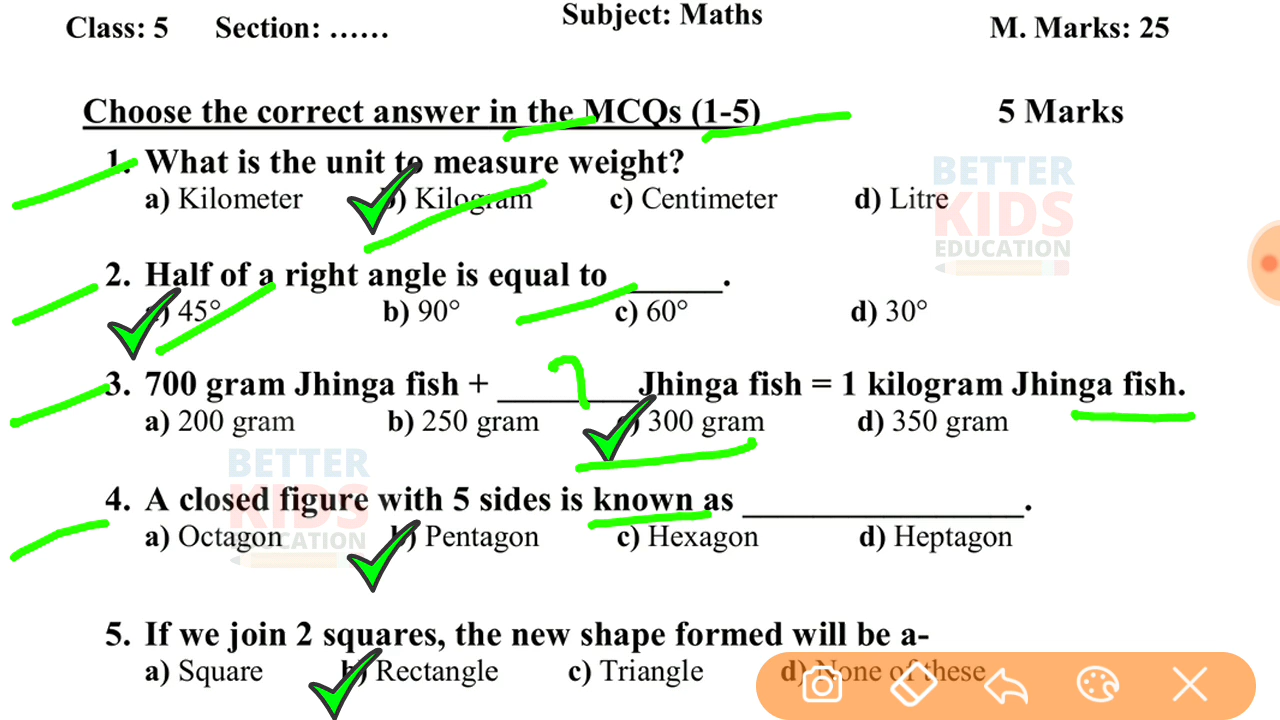 Subject: Maths
Class: 5 Section: ...... M. Marks: 25
Choose the correct answer in the MCQs (1-5) 5 Marks
1. What is the unit to measure weight?
a) Kilometer b) Kilogram c) Centimeter d) Litre
BETTER
KIDS
EDUCATION
2. Half of a right angle is equal to ______.
a) 45° b) 90° c) 60° d) 30°
3. 700 gram Jhinga fish + ________ Jhinga fish = 1 kilogram Jhinga fish.
a) 200 gram b) 250 gram c) 300 gram d) 350 gram
BETTER
KIDS
EDUCATION
4. A closed figure with 5 sides is known as ________________.
a) Octagon b) Pentagon c) Hexagon d) Heptagon
5. If we join 2 squares, the new shape formed will be a-
a) Square b) Rectangle c) Triangle d) None of these